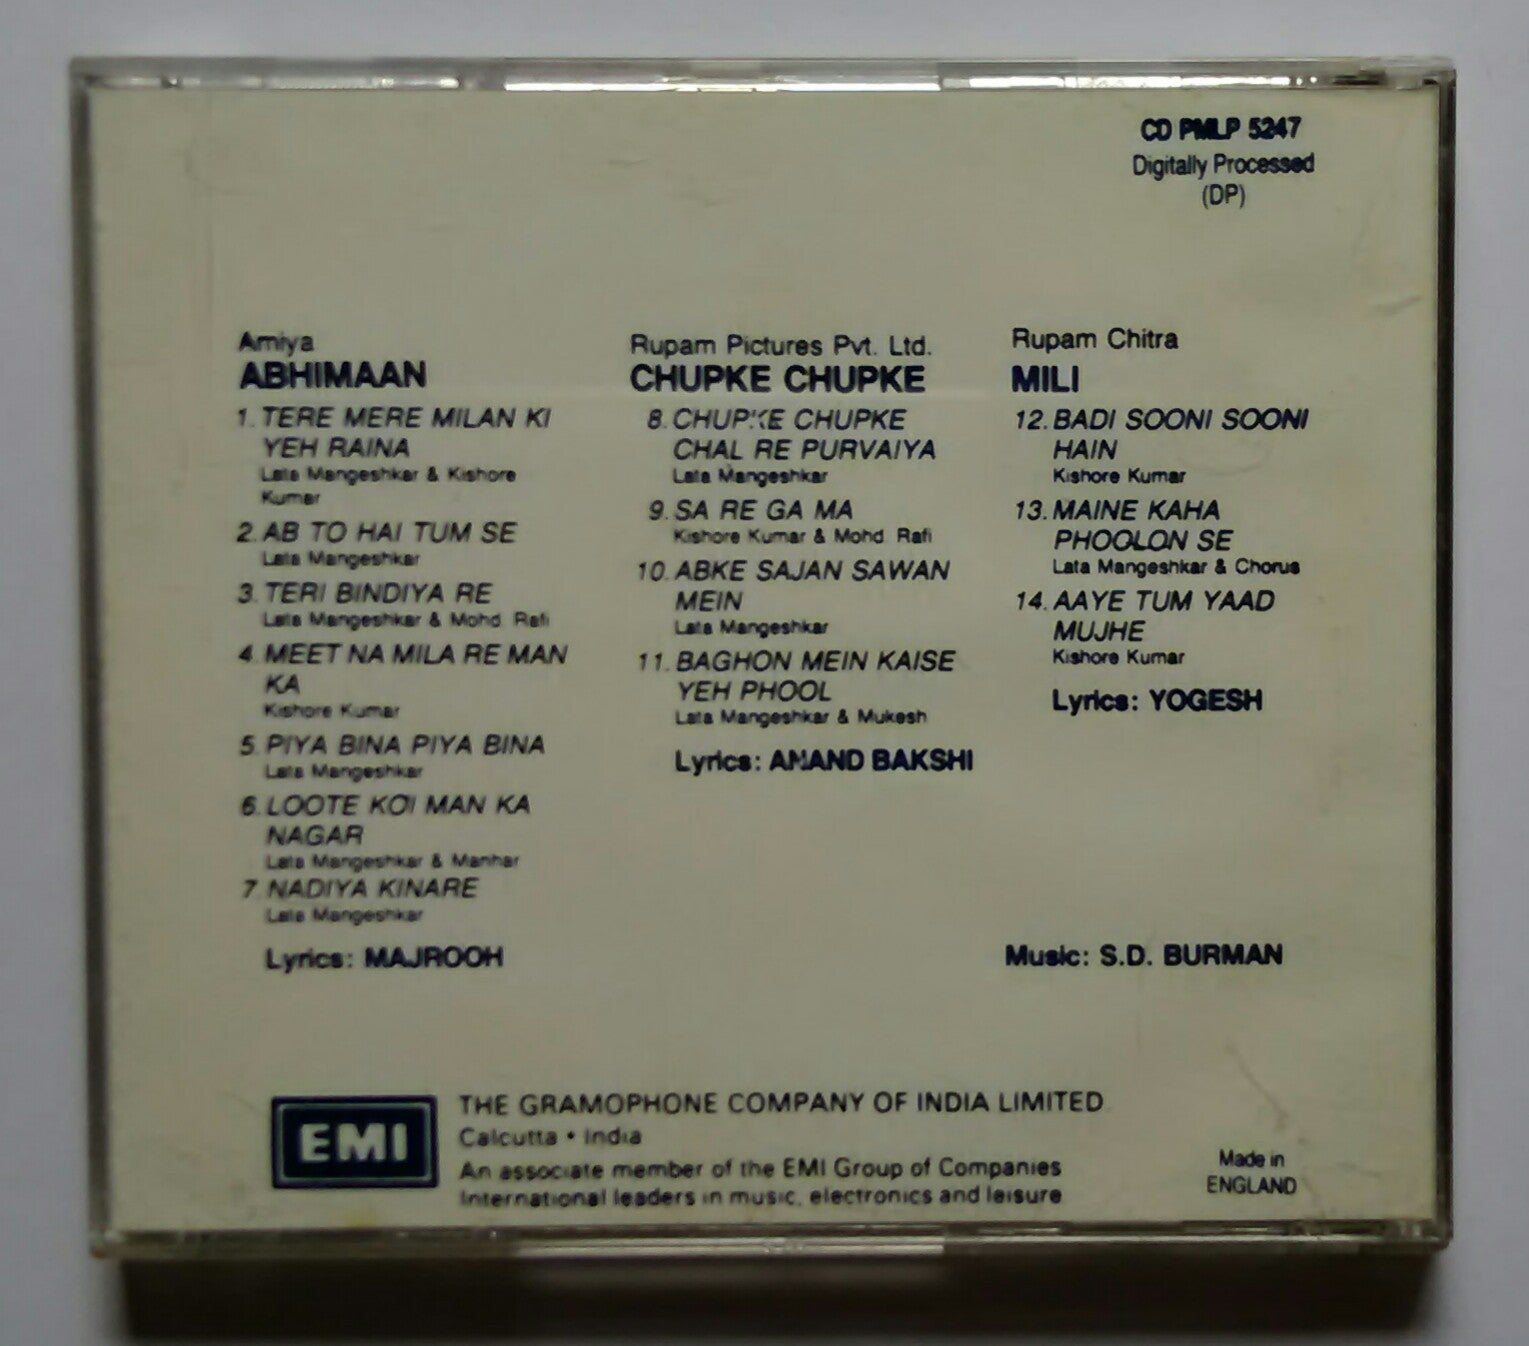 CD PMLP 5247
Digitally Processed
(DP)
Amiya
ABHIMAAN
1. TERE MERE MILAN KI
YEH RAINA
Lata Mangeshkar & Kishore
Kumar
2. AB TO HAI TUM SE
Lata Mangeshkar
3. TERI BINDIYA RE
Lata Mangeshkar & Mohd. Rafi
4. MEET NA MILA RE MAN
KA
Kishore Kumar
5. PIYA BINA PIYA BINA
Lata Mangeshkar
6. LOOTE KOI MAN KA
NAGAR
Lata Mangeshkar & Manhar
7. NADIYA KINARE
Lata Mangeshkar
Lyrics: MAJROOH
Rupam Pictures Pvt. Ltd.
CHUPKE CHUPKE
8. CHUPKE CHUPKE
CHAL RE PURVAIYA
Lata Mangeshkar
9. SA RE GA MA
Kishore Kumar & Mohd. Rafi
10. ABKE SAJAN SAWAN
MEIN
Lata Mangeshkar
11. BAGHON MEIN KAISE
YEH PHOOL
Lata Mangeshkar & Mukesh
Lyrics: ANAND BAKSHI
Rupam Chitra
MILI
12. BADI SOONI SOONI
HAIN
Kishore Kumar
13. MAINE KAHA
PHOOLON SE
Lata Mangeshkar & Chorus
14. AAYE TUM YAAD
MUJHE
Kishore Kumar
Lyrics: YOGESH
Music: S.D. BURMAN
EMI
THE GRAMOPHONE COMPANY OF INDIA LIMITED
Calcutta • India
An associate member of the EMI Group of Companies
International leaders in music, electronics and leisure
Made in
ENGLAND